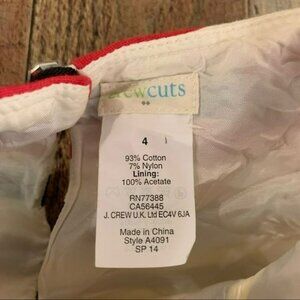 crewcuts
4
93% Cotton
7% Nylon
Lining:
100% Acetate
RN77388
CA56445
J. CREW U.K. Ltd EC4V 6JA
Made in China
Style A4091
SP 14